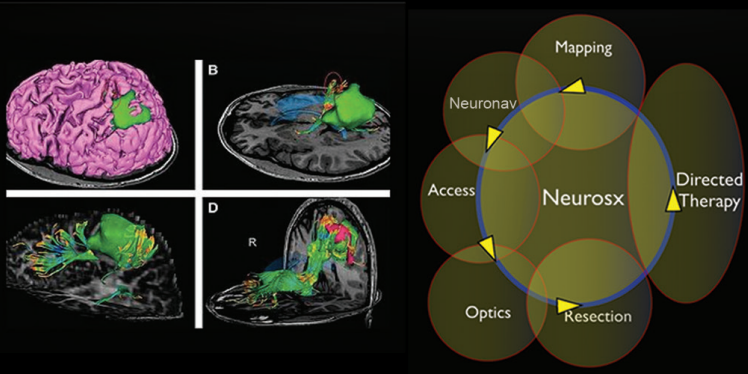 B
D
R
Mapping
Neuronav
Access
Neurosx
Directed
Therapy
Optics
Resection